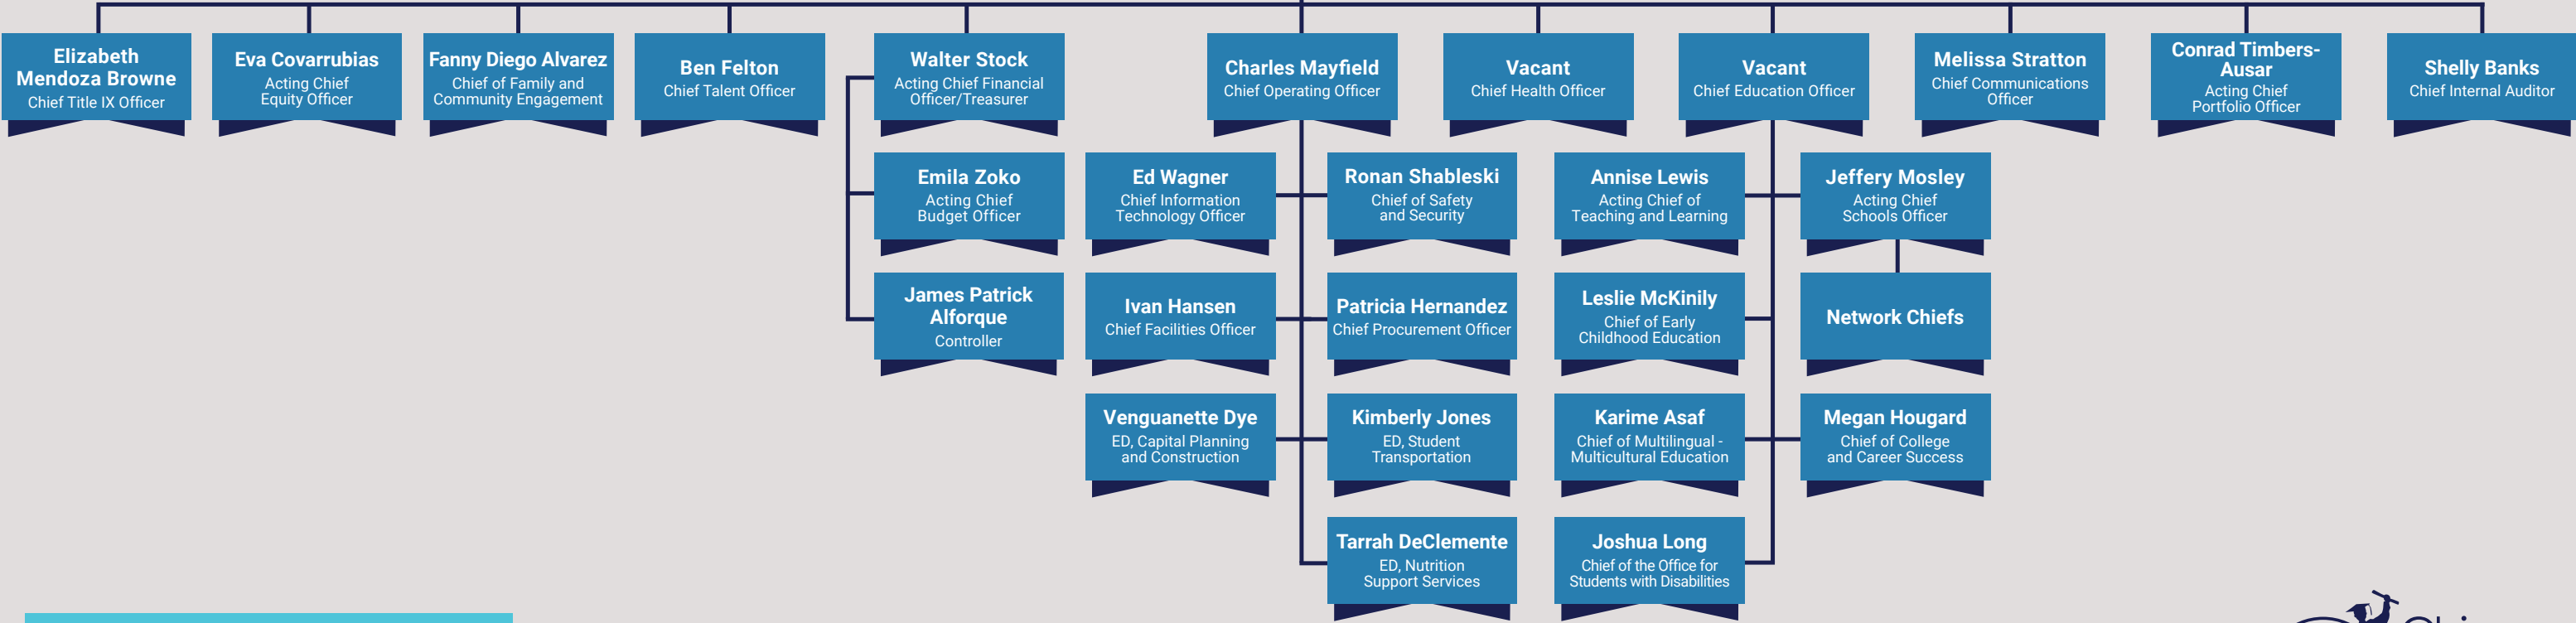 Elizabeth
Mendoza Browne
Chief Title IX Officer
Eva Covarrubias
Acting Chief
Equity Officer
Fanny Diego Alvarez
Chief of Family and
Community Engagement
Ben Felton
Chief Talent Officer
Walter Stock
Acting Chief Financial
Officer/Treasurer
Charles Mayfield
Chief Operating Officer
Vacant
Chief Health Officer
Vacant
Chief Education Officer
Melissa Stratton
Chief Communications
Officer
Conrad Timbers-
Ausar
Acting Chief
Portfolio Officer
Shelly Banks
Chief Internal Auditor
Emila Zoko
Acting Chief
Budget Officer
Ed Wagner
Chief Information
Technology Officer
Ronan Shableski
Chief of Safety
and Security
Annise Lewis
Acting Chief of
Teaching and Learning
Jeffery Mosley
Acting Chief
Schools Officer
James Patrick
Alforque
Controller
Ivan Hansen
Chief Facilities Officer
Patricia Hernandez
Chief Procurement Officer
Leslie McKinily
Chief of Early
Childhood Education
Network Chiefs
Venguanette Dye
ED, Capital Planning
and Construction
Kimberly Jones
ED, Student
Transportation
Karime Asaf
Chief of Multilingual -
Multicultural Education
Megan Hougard
Chief of College
and Career Success
Tarrah DeClemente
ED, Nutrition
Support Services
Joshua Long
Chief of the Office for
Students with Disabilities